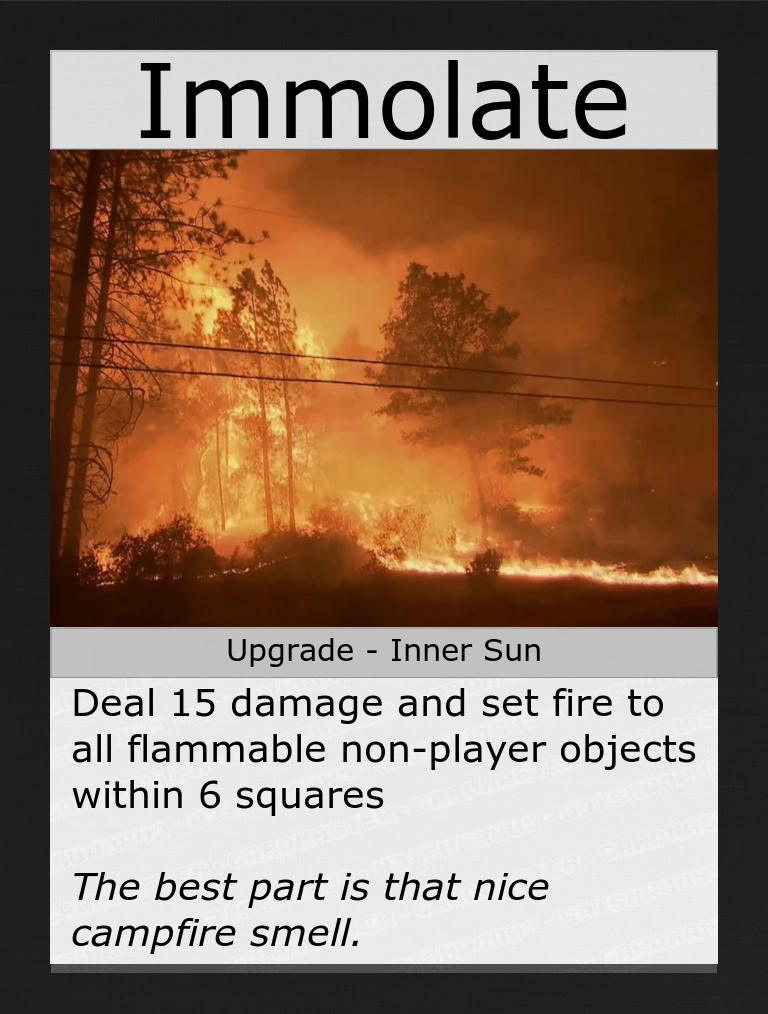 Immolate
Upgrade - Inner Sun
Deal 15 damage and set fire to
all flammable non-player objects
within 6 squares
The best part is that nice
campfire smell.